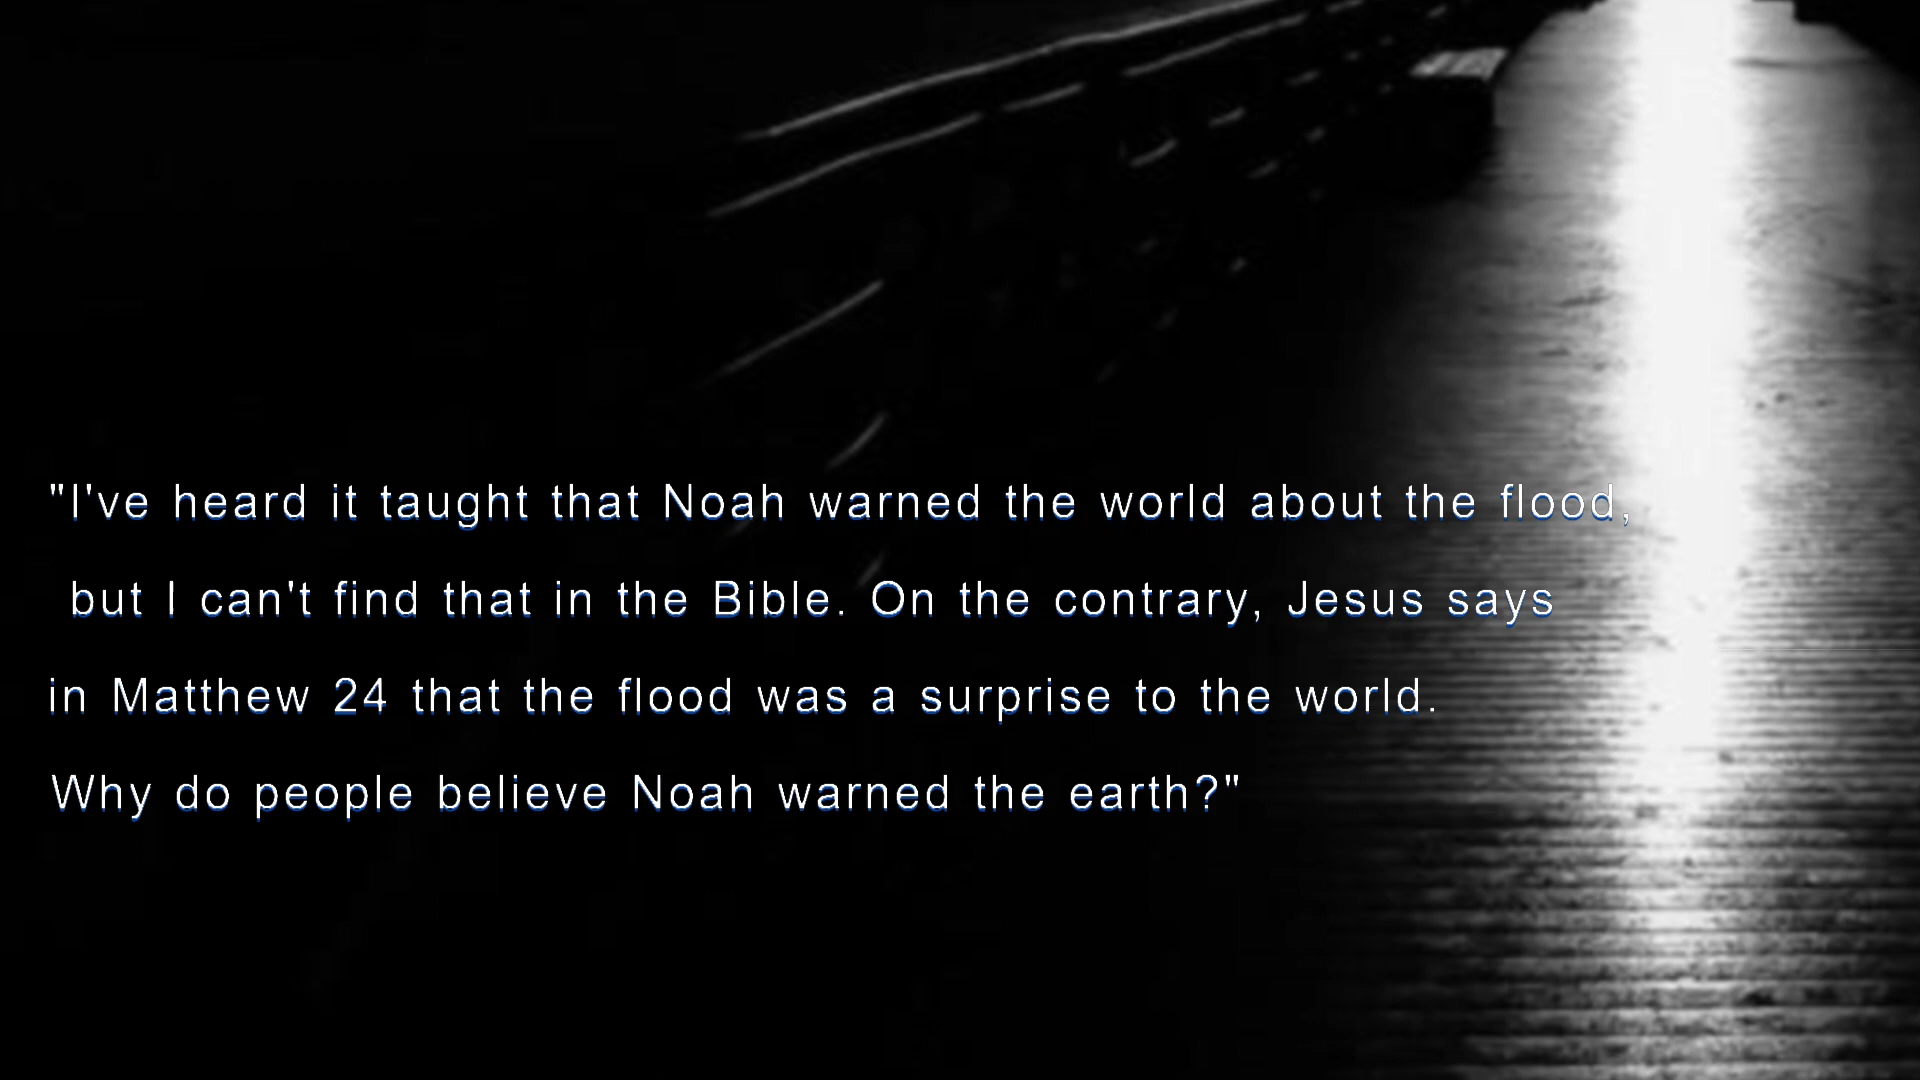 "I've heard it taught that Noah warned the world about the flood,
but I can't find that in the Bible. On the contrary, Jesus says
in Matthew 24 that the flood was a surprise to the world.
Why do people believe Noah warned the earth?"